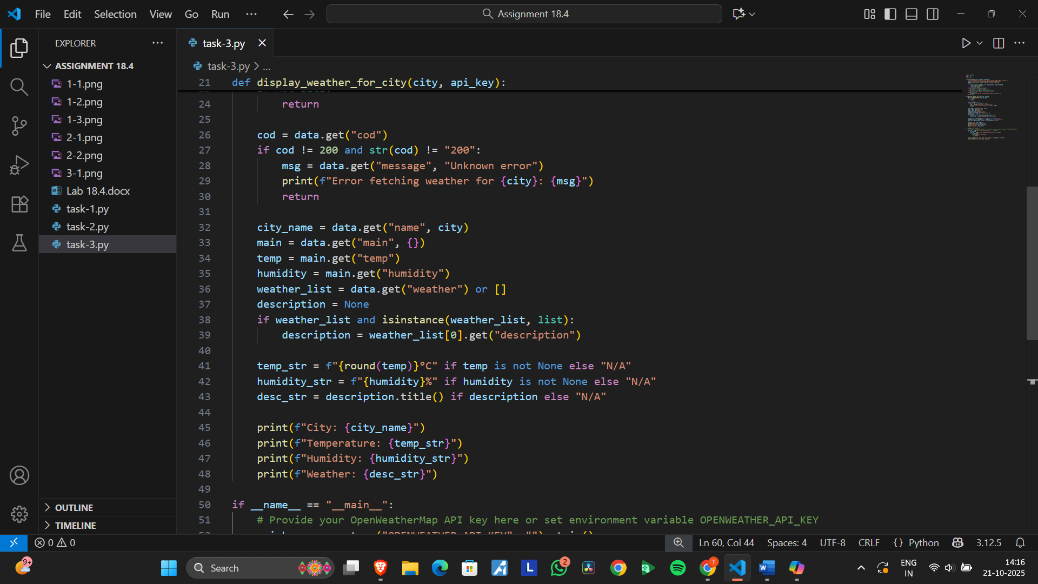 File Edit Selection View Go Run ··· Assignment 18.4
EXPLORER ···
ASSIGNMENT 18.4
1-1.png
1-2.png
1-3.png
2-1.png
2-2.png
3-1.png
Lab 18.4.docx
task-1.py
task-2.py
task-3.py
OUTLINE
TIMELINE
task-3.py
task-3.py > ...
21 def display_weather_for_city(city, api_key):
24 return
25
26 cod = data.get("cod")
27 if cod != 200 and str(cod) != "200":
28 msg = data.get("message", "Unknown error")
29 print(f"Error fetching weather for {city}: {msg}")
30 return
31
32 city_name = data.get("name", city)
33 main = data.get("main", {})
34 temp = main.get("temp")
35 humidity = main.get("humidity")
36 weather_list = data.get("weather") or []
37 description = None
38 if weather_list and isinstance(weather_list, list):
39 description = weather_list[0].get("description")
40
41 temp_str = f"{round(temp)}°C" if temp is not None else "N/A"
42 humidity_str = f"{humidity}%" if humidity is not None else "N/A"
43 desc_str = description.title() if description else "N/A"
44
45 print(f"City: {city_name}")
46 print(f"Temperature: {temp_str}")
47 print(f"Humidity: {humidity_str}")
48 print(f"Weather: {desc_str}")
49
50 if __name__ == "__main__":
51 # Provide your OpenWeatherMap API key here or set environment variable OPENWEATHER_API_KEY
0 0 Ln 60, Col 44 Spaces: 4 UTF-8 CRLF {} Python 3.12.5
Search
ENG
IN
14:16
21-10-2025